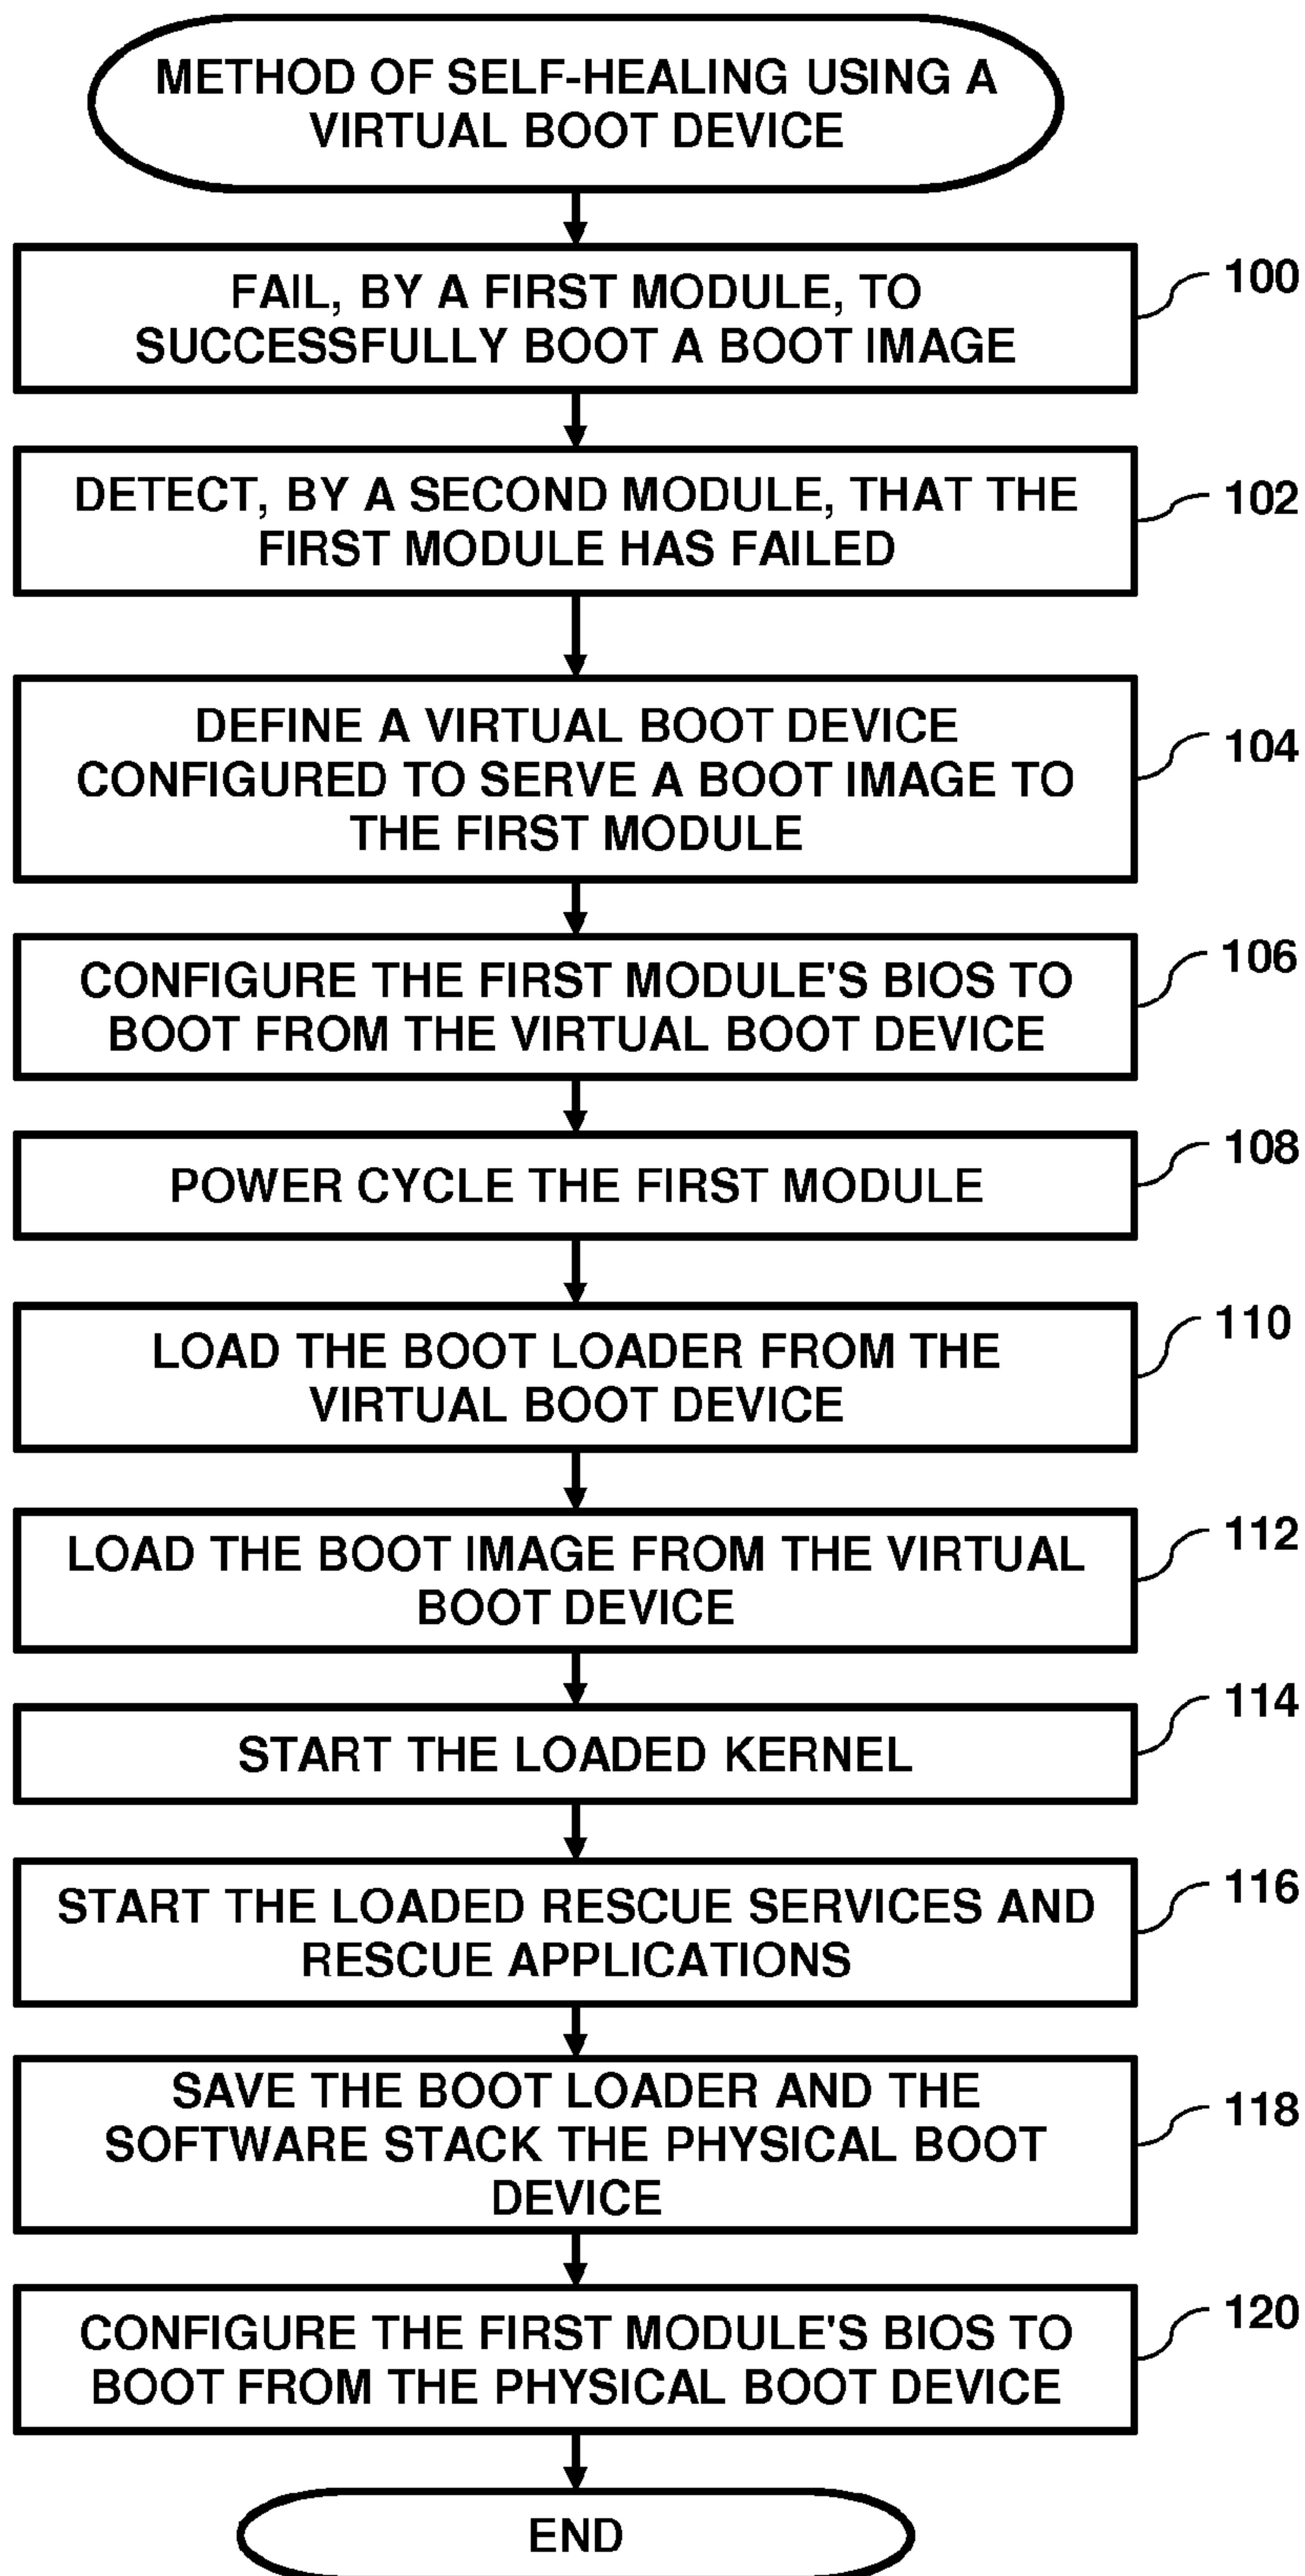 METHOD OF SELF-HEALING USING A
VIRTUAL BOOT DEVICE
FAIL, BY A FIRST MODULE, TO
SUCCESSFULLY BOOT A BOOT IMAGE
100
DETECT, BY A SECOND MODULE, THAT THE
FIRST MODULE HAS FAILED
102
DEFINE A VIRTUAL BOOT DEVICE
CONFIGURED TO SERVE A BOOT IMAGE TO
THE FIRST MODULE
104
CONFIGURE THE FIRST MODULE'S BIOS TO
BOOT FROM THE VIRTUAL BOOT DEVICE
106
POWER CYCLE THE FIRST MODULE
108
LOAD THE BOOT LOADER FROM THE
VIRTUAL BOOT DEVICE
110
LOAD THE BOOT IMAGE FROM THE VIRTUAL
BOOT DEVICE
112
START THE LOADED KERNEL
114
START THE LOADED RESCUE SERVICES AND
RESCUE APPLICATIONS
116
SAVE THE BOOT LOADER AND THE
SOFTWARE STACK THE PHYSICAL BOOT
DEVICE
118
CONFIGURE THE FIRST MODULE'S BIOS TO
BOOT FROM THE PHYSICAL BOOT DEVICE
120
END